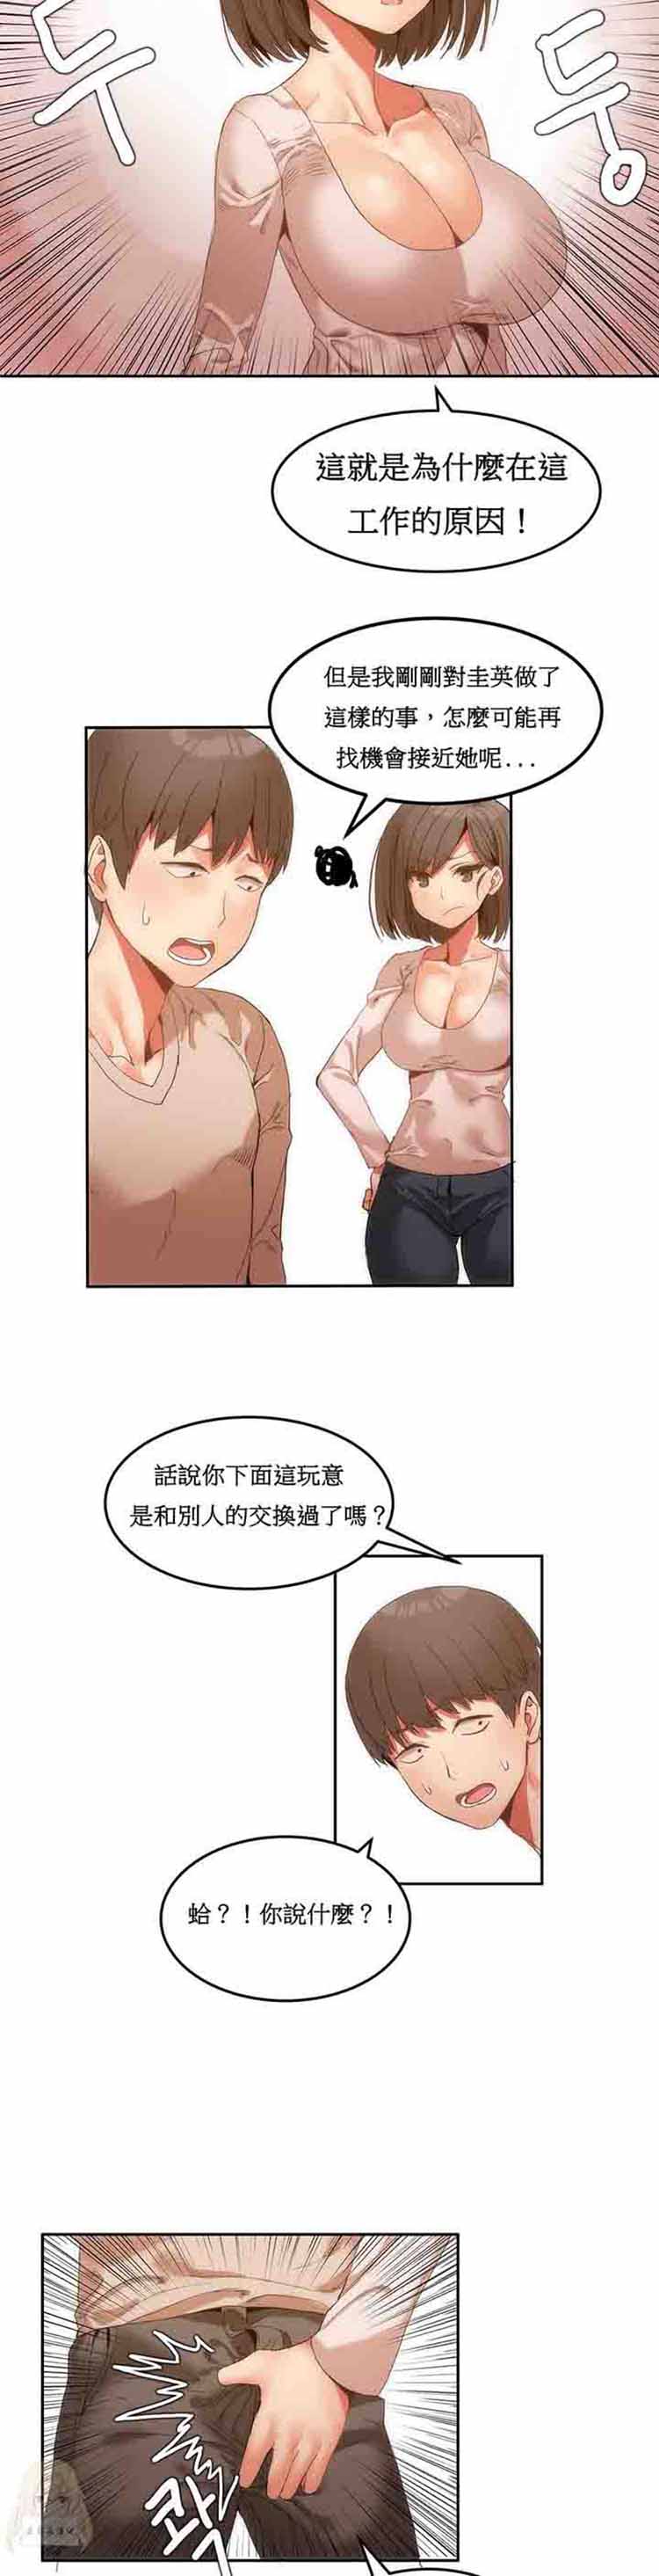 두
둥
這就是為什麼在這
工作的原因！
但是我剛剛對圭英做了
這樣的事，怎麼可能再
找機會接近她呢...
話說你下面這玩意
是和別人的交換過了嗎？
蛤？！你說什麼？！
콱